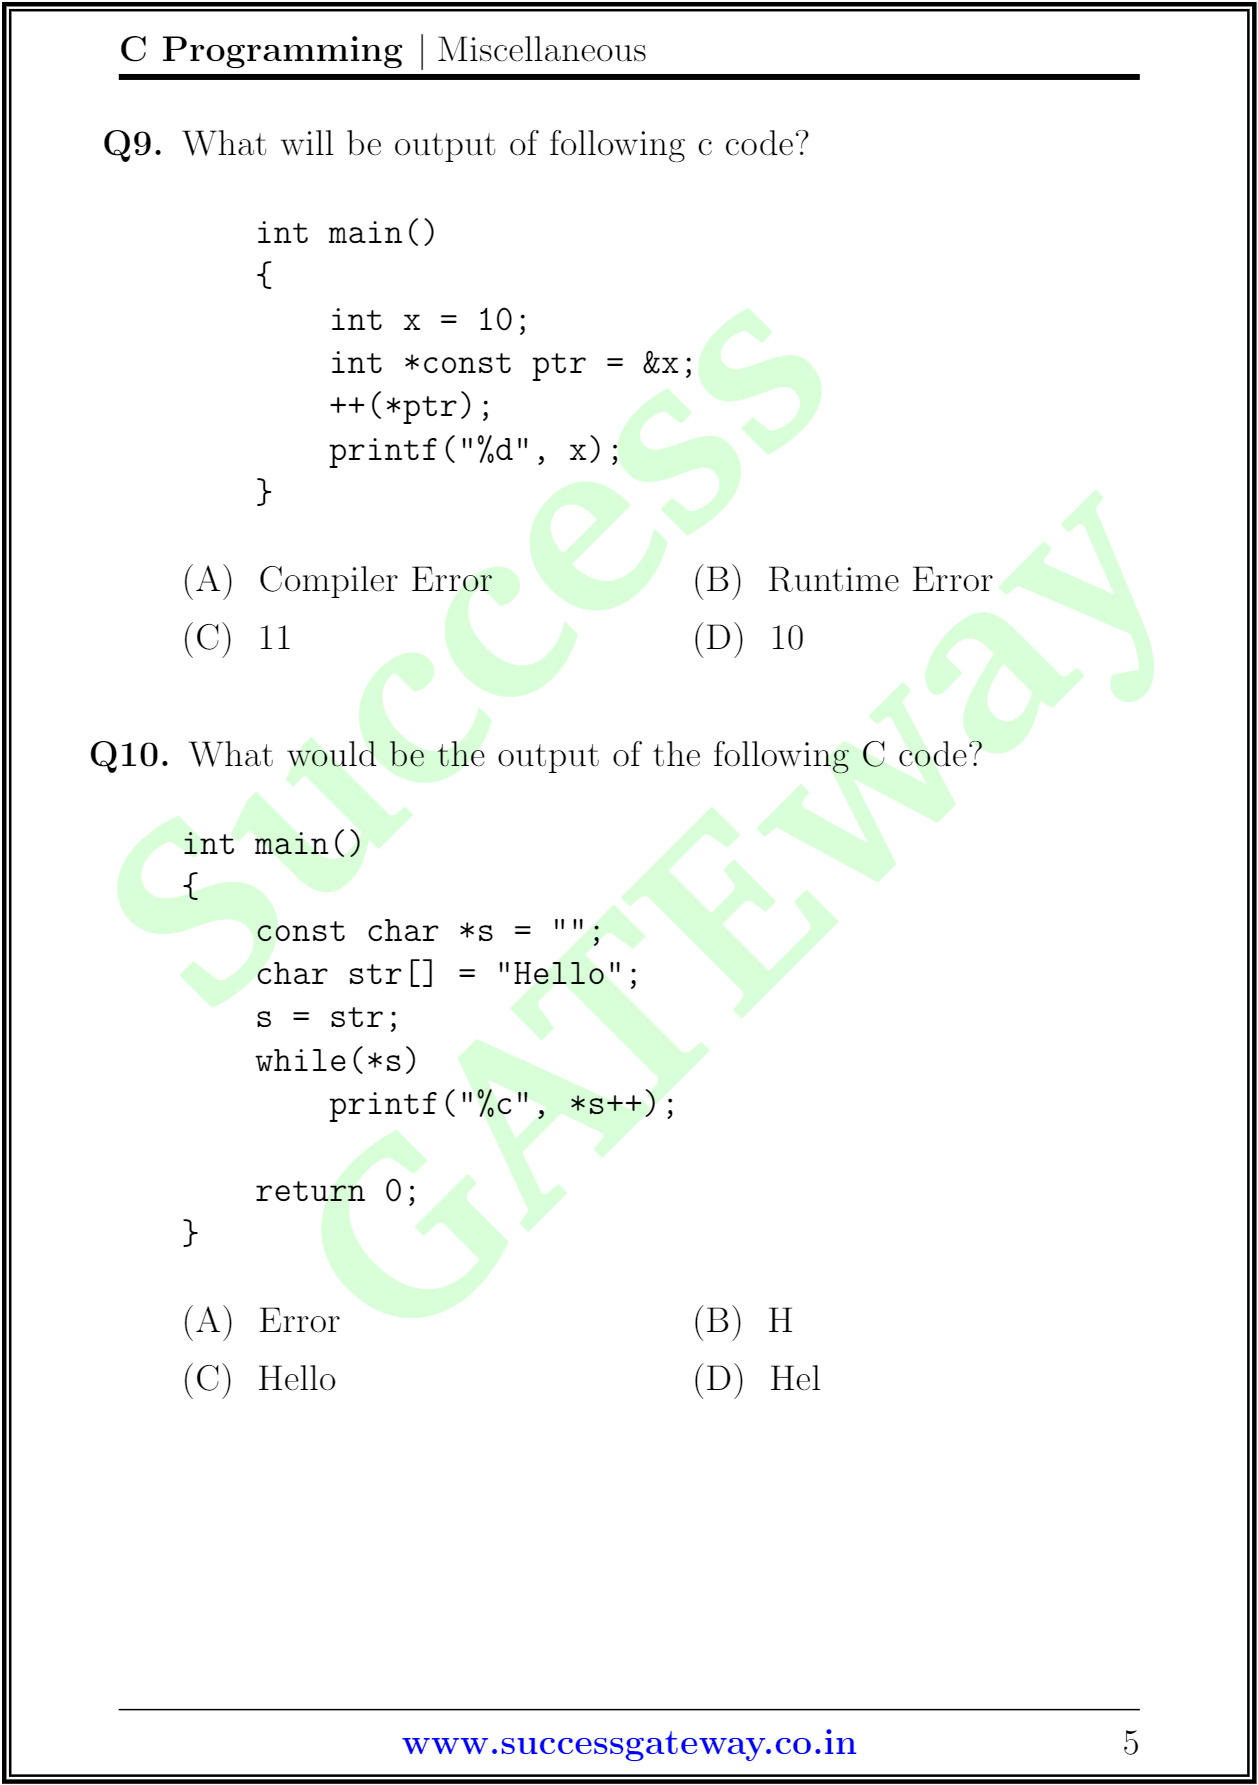 C Programming | Miscellaneous
Q9. What will be output of following c code?
int main()
{
    int x = 10;
    int *const ptr = &x;
    ++(*ptr);
    printf("%d", x);
}
(A) Compiler Error (B) Runtime Error
(C) 11 (D) 10
Q10. What would be the output of the following C code?
int main()
{
    const char *s = "";
    char str[] = "Hello";
    s = str;
    while(*s)
        printf("%c", *s++);
    return 0;
}
(A) Error (B) H
(C) Hello (D) Hel
Success
GATEway
www.successgateway.co.in 5